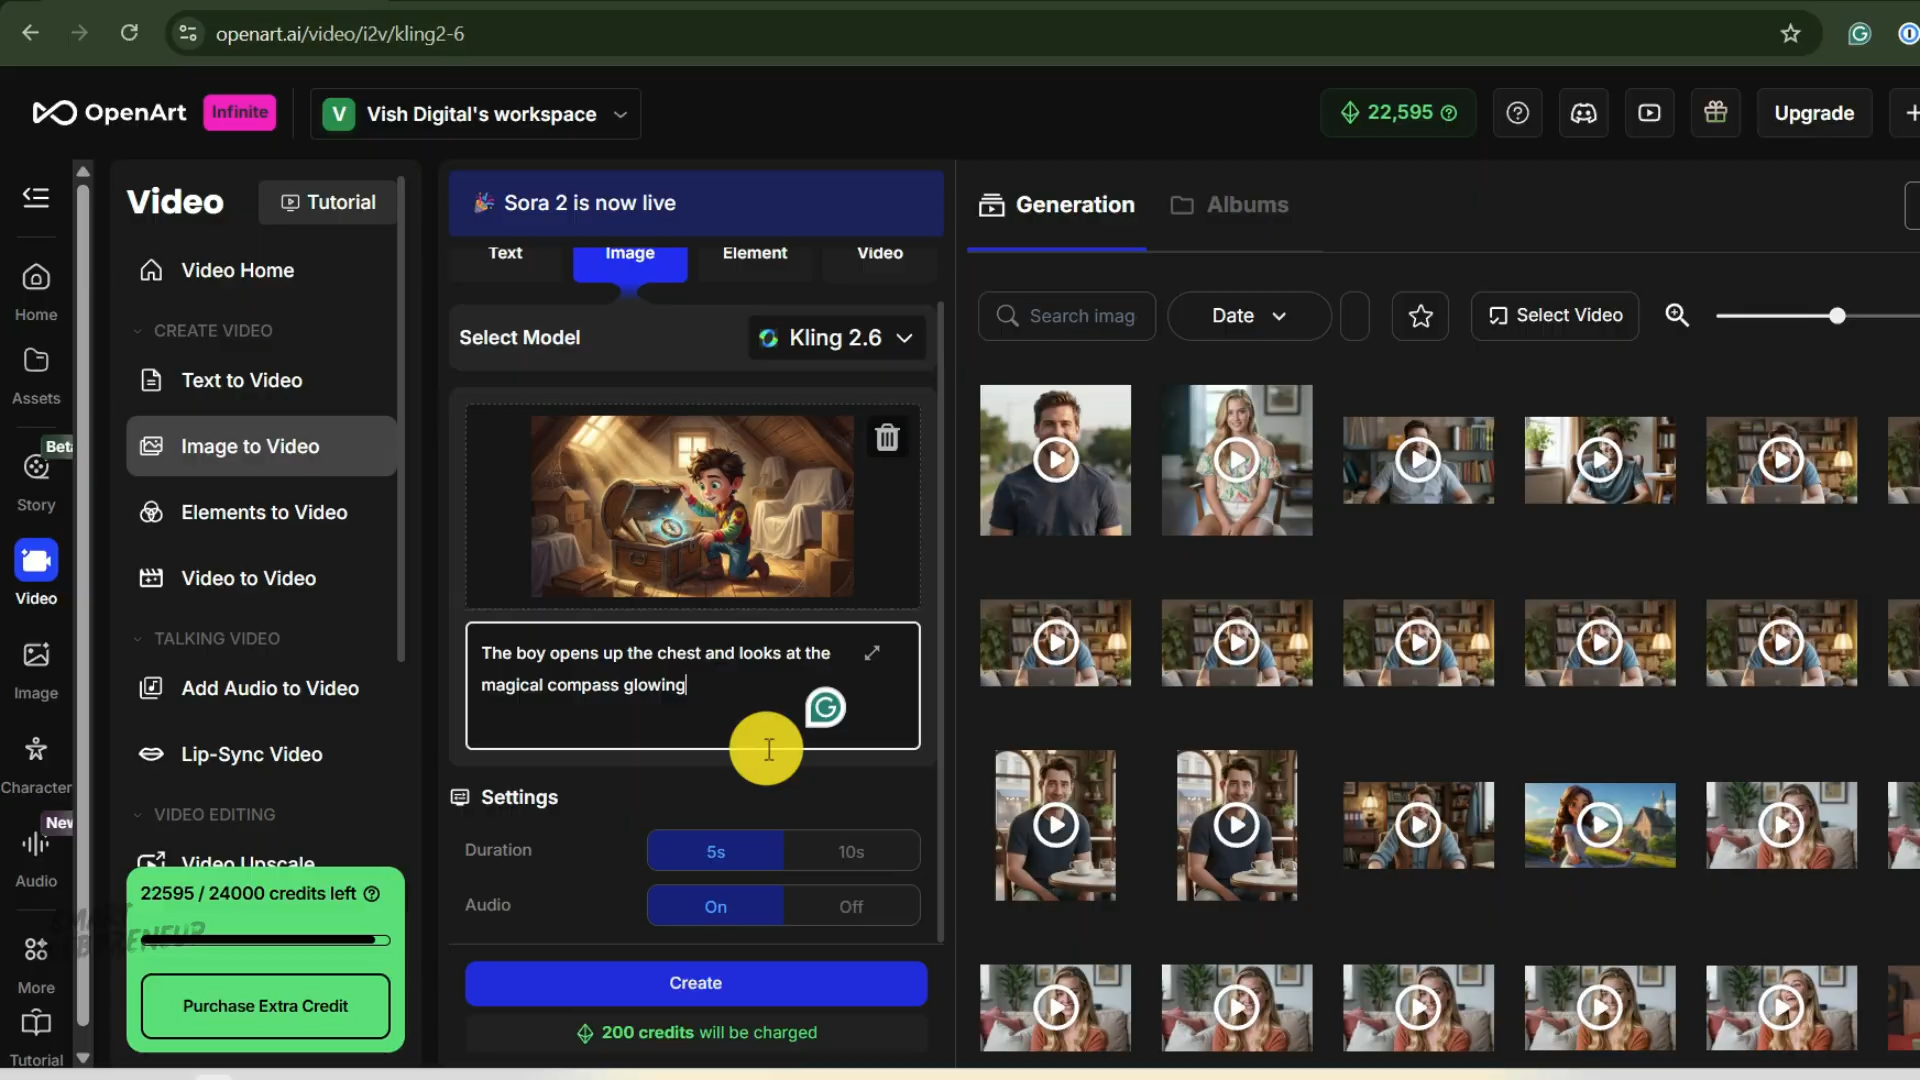 openart.ai/video/i2v/kling2-6
OpenArt
Infinite
V
Vish Digital's workspace
22,595
Upgrade
Home
Assets
Beta
Story
Video
Image
Character
New
Audio
More
Tutorial
Video
Tutorial
Video Home
CREATE VIDEO
Text to Video
Image to Video
Elements to Video
Video to Video
TALKING VIDEO
Add Audio to Video
Lip-Sync Video
VIDEO EDITING
Video Upscale
22595 / 24000 credits left
Purchase Extra Credit
Sora 2 is now live
Text
Image
Element
Video
Select Model
Kling 2.6
The boy opens up the chest and looks at the
magical compass glowing
Settings
Duration
5s
10s
Audio
On
Off
Create
200 credits will be charged
Generation
Albums
Search imag
Date
Select Video